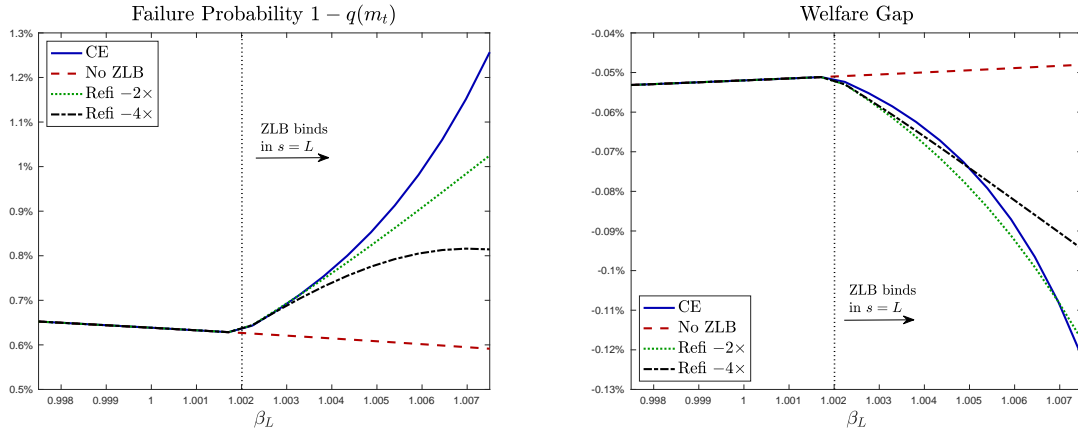 Failure Probability 1 − q(m_t)
1.3%
1.2%
1.1%
1%
0.9%
0.8%
0.7%
0.6%
0.5%
CE
No ZLB
Refi −2×
Refi −4×
ZLB binds
in s = L
0.998 0.999 1 1.001 1.002 1.003 1.004 1.005 1.006 1.007
β_L
Welfare Gap
-0.04%
-0.05%
-0.06%
-0.07%
-0.08%
-0.09%
-0.1%
-0.11%
-0.12%
-0.13%
ZLB binds
in s = L
CE
No ZLB
Refi −2×
Refi −4×
0.998 0.999 1 1.001 1.002 1.003 1.004 1.005 1.006 1.007
β_L